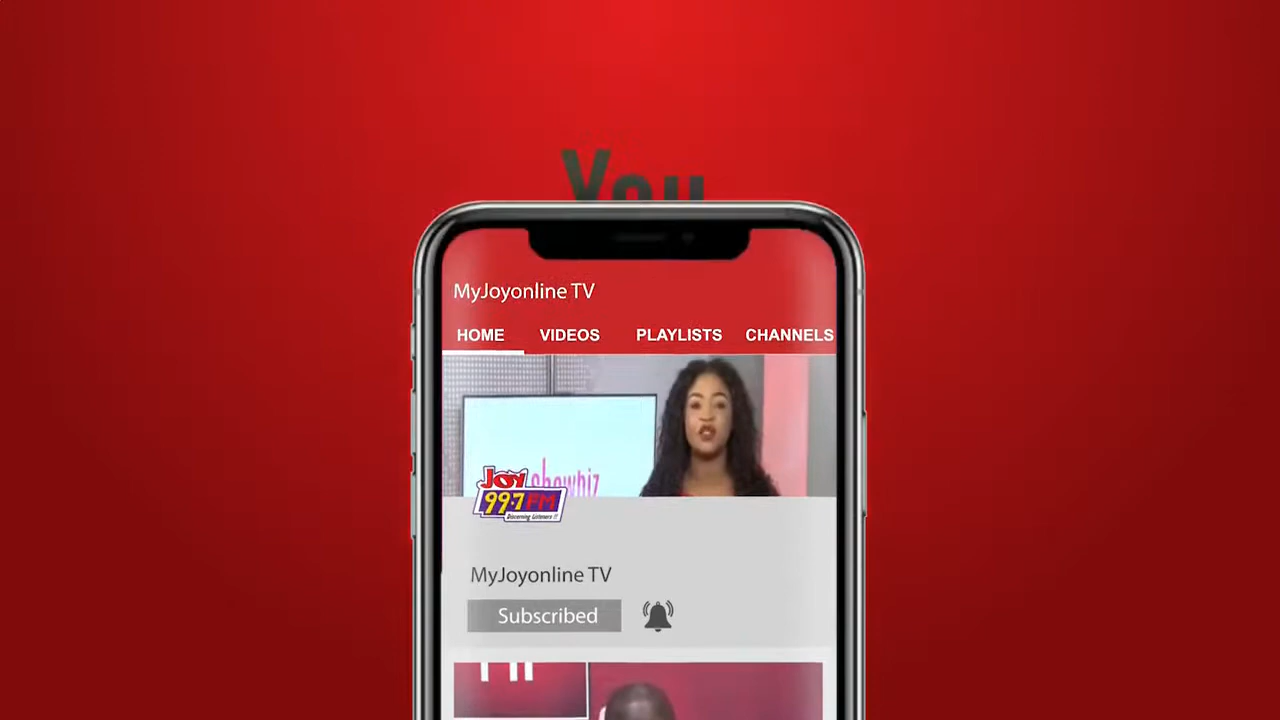 You
MyJoyonline TV
HOME VIDEOS PLAYLISTS CHANNELS
showbiz
JOY
99.7 FM
Discerning Listeners !!
MyJoyonline TV
Subscribed